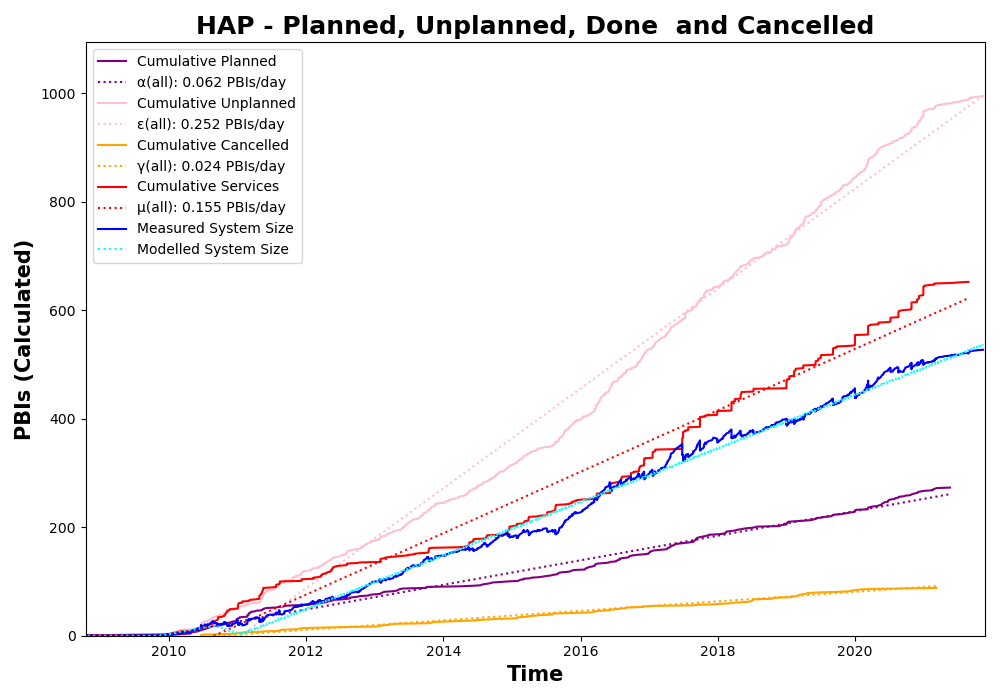 HAP - Planned, Unplanned, Done  and Cancelled
Cumulative Planned
α(all): 0.062 PBIs/day
Cumulative Unplanned
ε(all): 0.252 PBIs/day
Cumulative Cancelled
γ(all): 0.024 PBIs/day
Cumulative Services
μ(all): 0.155 PBIs/day
Measured System Size
Modelled System Size
PBIs (Calculated)
1000
800
600
400
200
0
2010 2012 2014 2016 2018 2020
Time